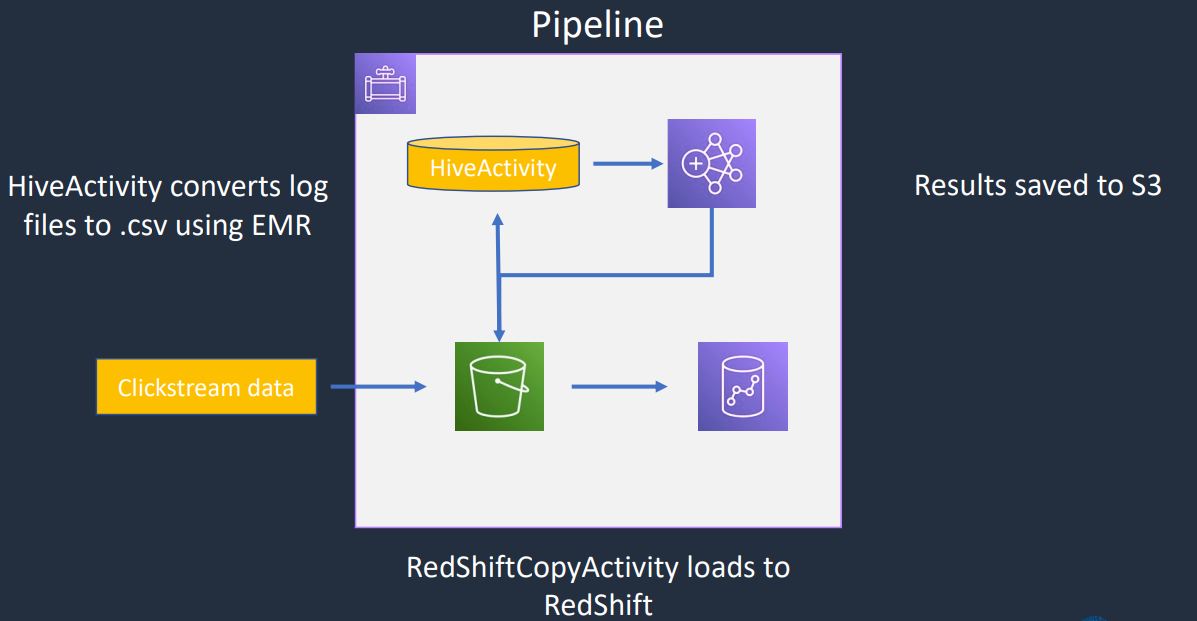 Pipeline
HiveActivity
HiveActivity converts log
files to .csv using EMR
Results saved to S3
Clickstream data
RedShiftCopyActivity loads to
RedShift